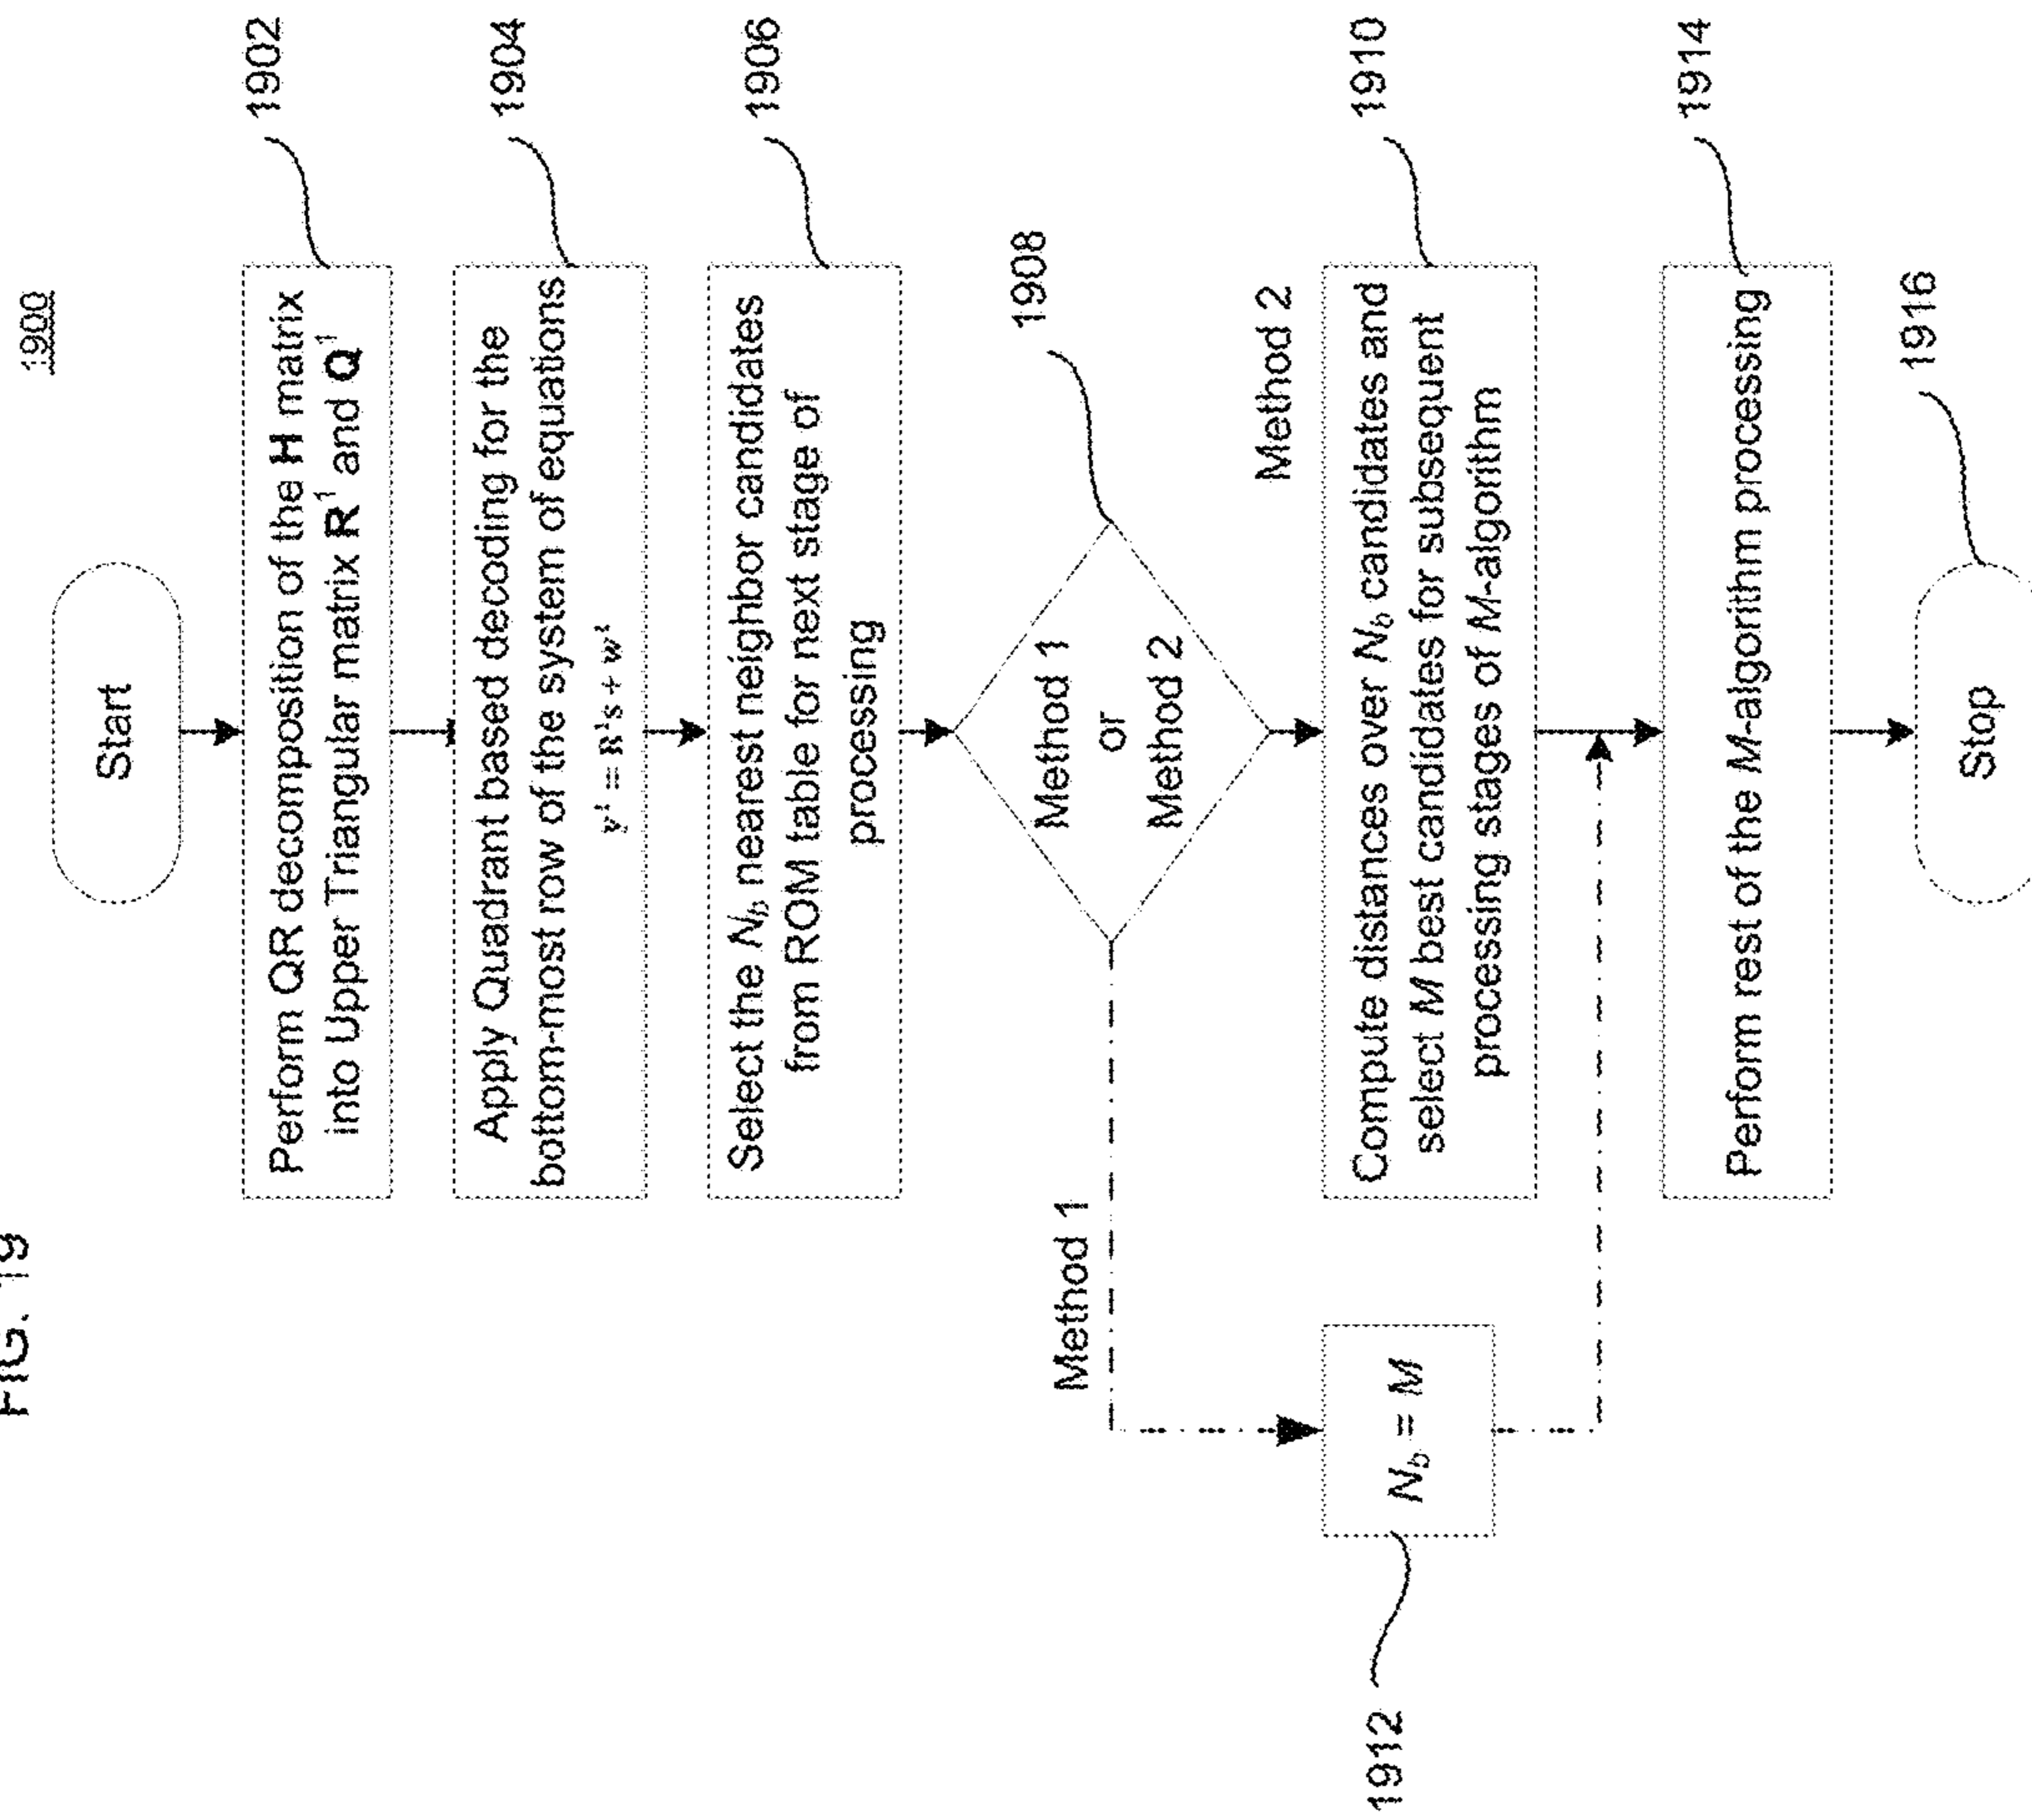 FIG. 19
1900
Start
Perform QR decomposition of the H matrix
into Upper Triangular matrix R¹ and Q¹
1902
Apply Quadrant based decoding for the
bottom-most row of the system of equations
y¹ = R¹s + w¹
1904
Select the N_b nearest neighbor candidates
from ROM table for next stage of
processing
1906
Method 1
or
Method 2
1908
Method 1
Method 2
N_b = M
1912
Compute distances over N_b candidates and
select M best candidates for subsequent
processing stages of M-algorithm
1910
Perform rest of the M-algorithm processing
1914
Stop
1916